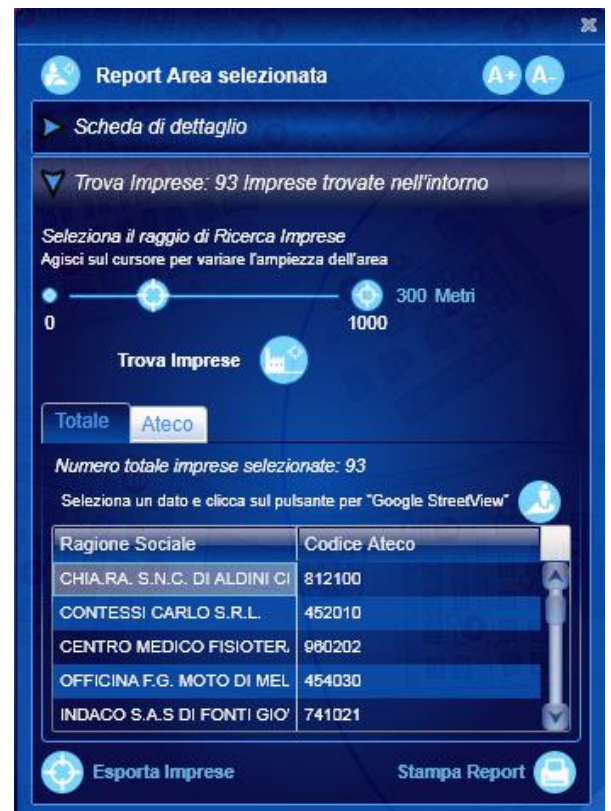 Report Area selezionata A+ A-
Scheda di dettaglio
Trova Imprese: 93 Imprese trovate nell'intorno
Seleziona il raggio di Ricerca Imprese
Agisci sul cursore per variare l'ampiezza dell'area
300 Metri
0 1000
Trova Imprese
Totale Ateco
Numero totale imprese selezionate: 93
Seleziona un dato e clicca sul pulsante per "Google StreetView"
Ragione Sociale Codice Ateco
CHIA.RA. S.N.C. DI ALDINI CI 812100
CONTESSI CARLO S.R.L. 452010
CENTRO MEDICO FISIOTER. 960202
OFFICINA F.G. MOTO DI MEL 454030
INDACO S.A.S DI FONTI GIO' 741021
Esporta Imprese Stampa Report